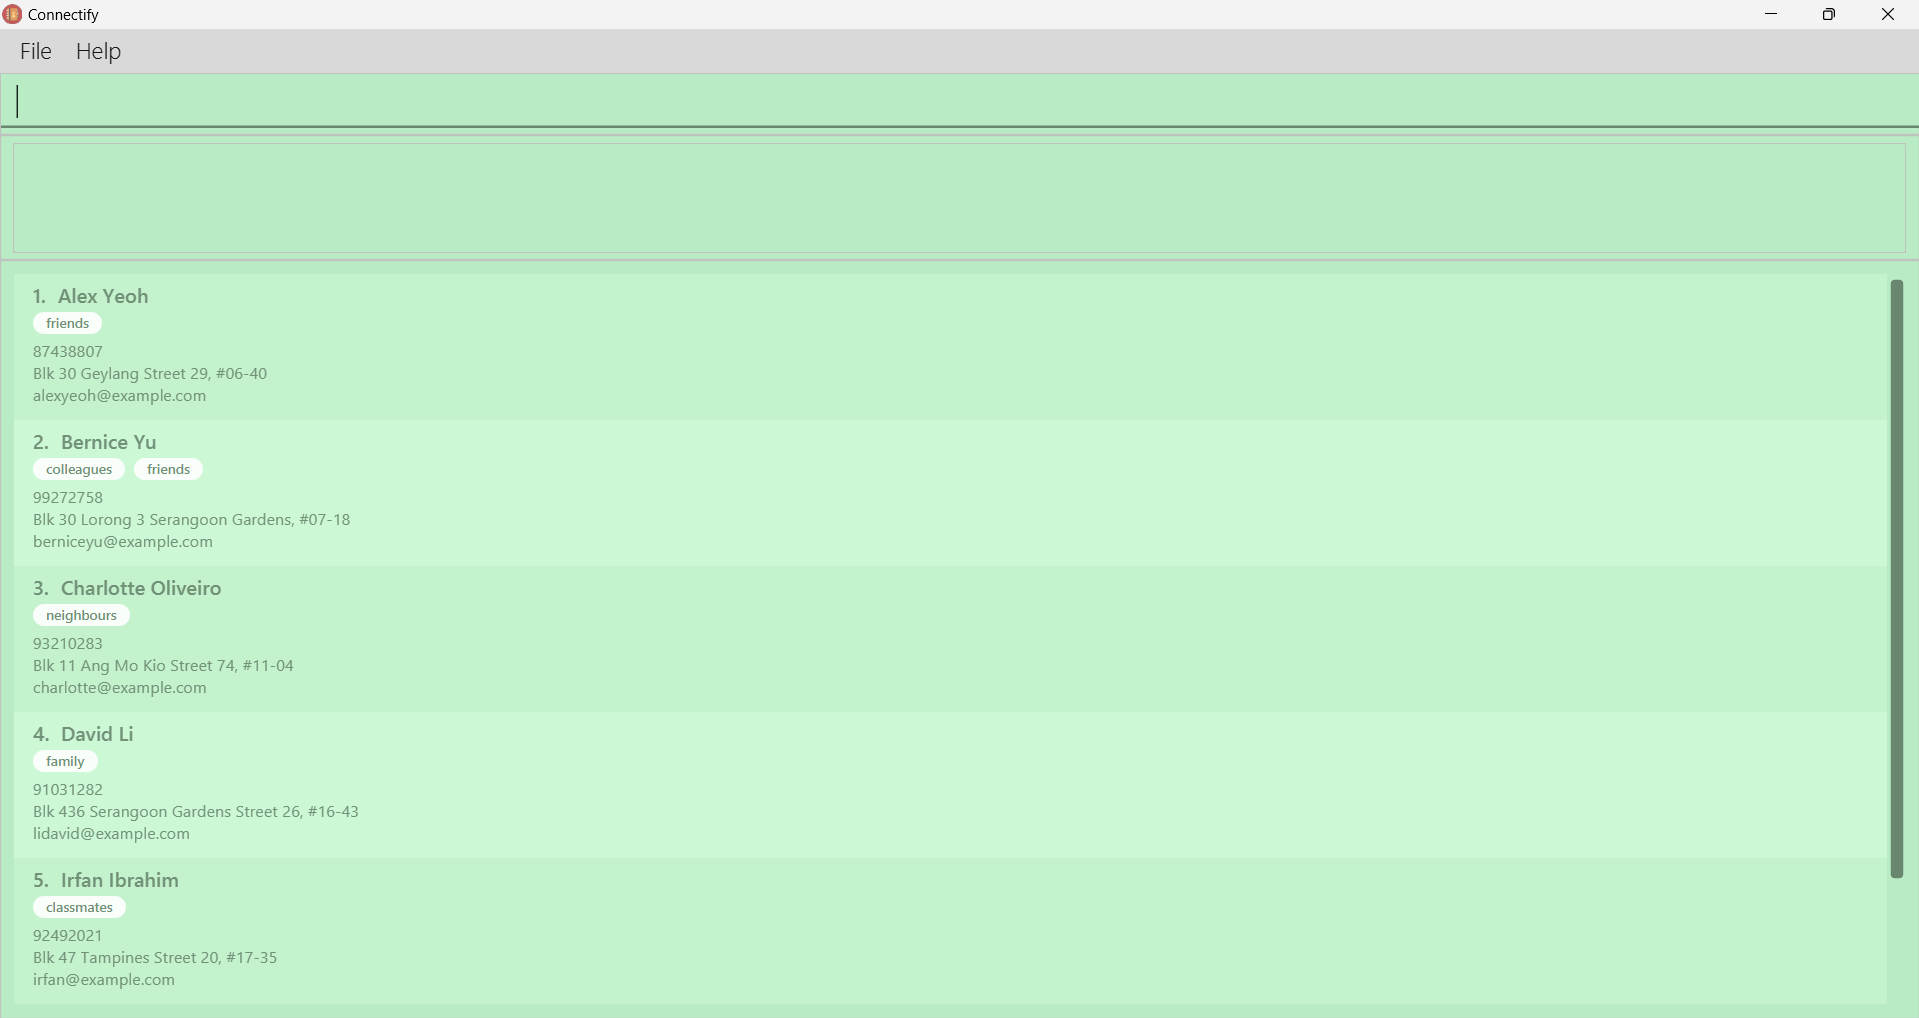 Connectify
File Help
1. Alex Yeoh
friends
87438807
Blk 30 Geylang Street 29, #06-40
alexyeoh@example.com
2. Bernice Yu
colleagues friends
99272758
Blk 30 Lorong 3 Serangoon Gardens, #07-18
berniceyu@example.com
3. Charlotte Oliveiro
neighbours
93210283
Blk 11 Ang Mo Kio Street 74, #11-04
charlotte@example.com
4. David Li
family
91031282
Blk 436 Serangoon Gardens Street 26, #16-43
lidavid@example.com
5. Irfan Ibrahim
classmates
92492021
Blk 47 Tampines Street 20, #17-35
irfan@example.com